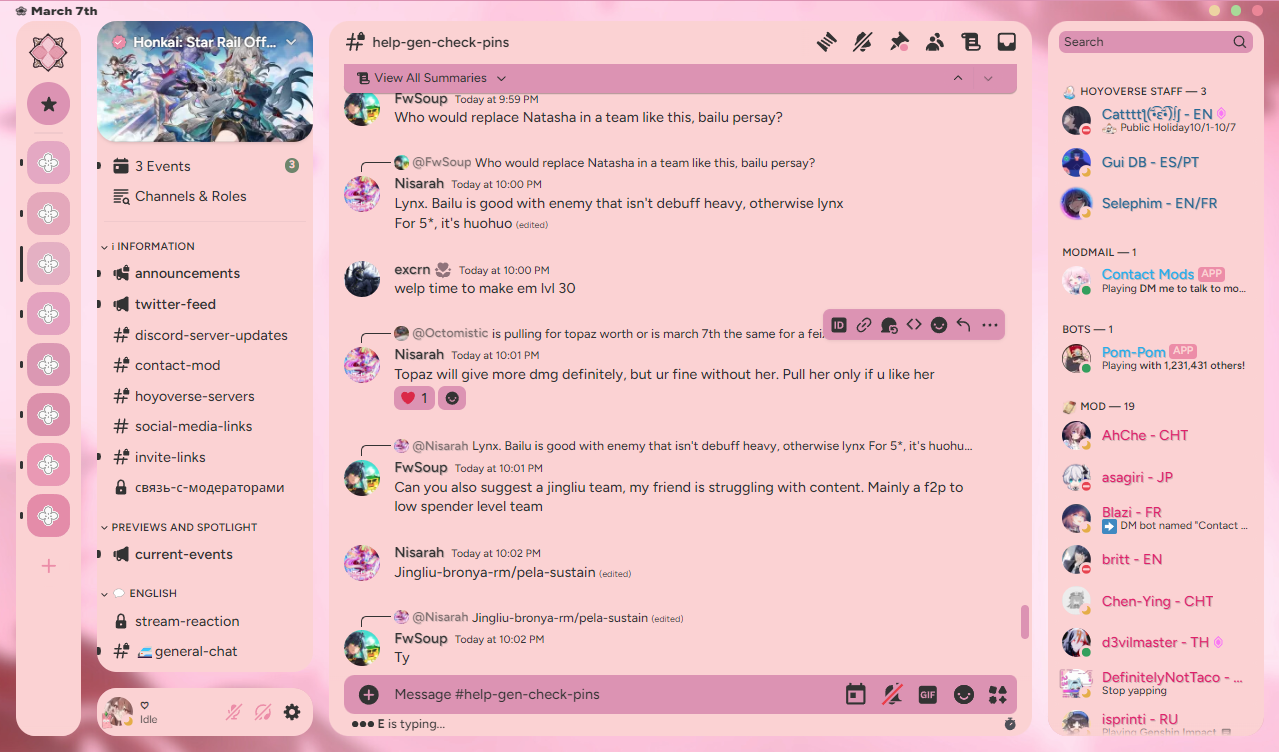 ❀ March 7th
Honkai: Star Rail Off...
3 Events
3
Channels & Roles
i INFORMATION
announcements
twitter-feed
discord-server-updates
contact-mod
hoyoverse-servers
social-media-links
invite-links
связь-с-модераторами
PREVIEWS AND SPOTLIGHT
current-events
ENGLISH
stream-reaction
general-chat
♡
Idle
help-gen-check-pins
View All Summaries
FwSoup Today at 9:59 PM
Who would replace Natasha in a team like this, bailu persay?
@FwSoup Who would replace Natasha in a team like this, bailu persay?
Nisarah Today at 10:00 PM
Lynx. Bailu is good with enemy that isn't debuff heavy, otherwise lynx
For 5*, it's huohuo (edited)
excrn Today at 10:00 PM
welp time to make em lvl 30
@Octomistic is pulling for topaz worth or is march 7th the same for a fei
ID
Nisarah Today at 10:01 PM
Topaz will give more dmg definitely, but ur fine without her. Pull her only if u like her
1
@Nisarah Lynx. Bailu is good with enemy that isn't debuff heavy, otherwise lynx For 5*, it's huohu...
FwSoup Today at 10:01 PM
Can you also suggest a jingliu team, my friend is struggling with content. Mainly a f2p to
low spender level team
Nisarah Today at 10:02 PM
Jingliu-bronya-rm/pela-sustain (edited)
@Nisarah Jingliu-bronya-rm/pela-sustain (edited)
FwSoup Today at 10:02 PM
Ty
Message #help-gen-check-pins
GIF
E is typing...
Search
HOYOVERSE STAFF — 3
- EN
Public Holiday10/1-10/7
Gui DB - ES/PT
Selephim - EN/FR
MODMAIL — 1
Contact Mods APP
Playing DM me to talk to mo...
BOTS — 1
Pom-Pom APP
Playing with 1,231,431 others!
MOD — 19
AhChe - CHT
asagiri - JP
Blazi - FR
DM bot named "Contact ...
britt - EN
Chen-Ying - CHT
d3vilmaster - TH
DefinitelyNotTaco - ...
Stop yapping
isprinti - RU
Playing Genshin Impact